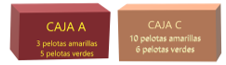 CAJA A
3 pelotas amarillas
5 pelotas verdes
CAJA C
10 pelotas amarillas
6 pelotas verdes